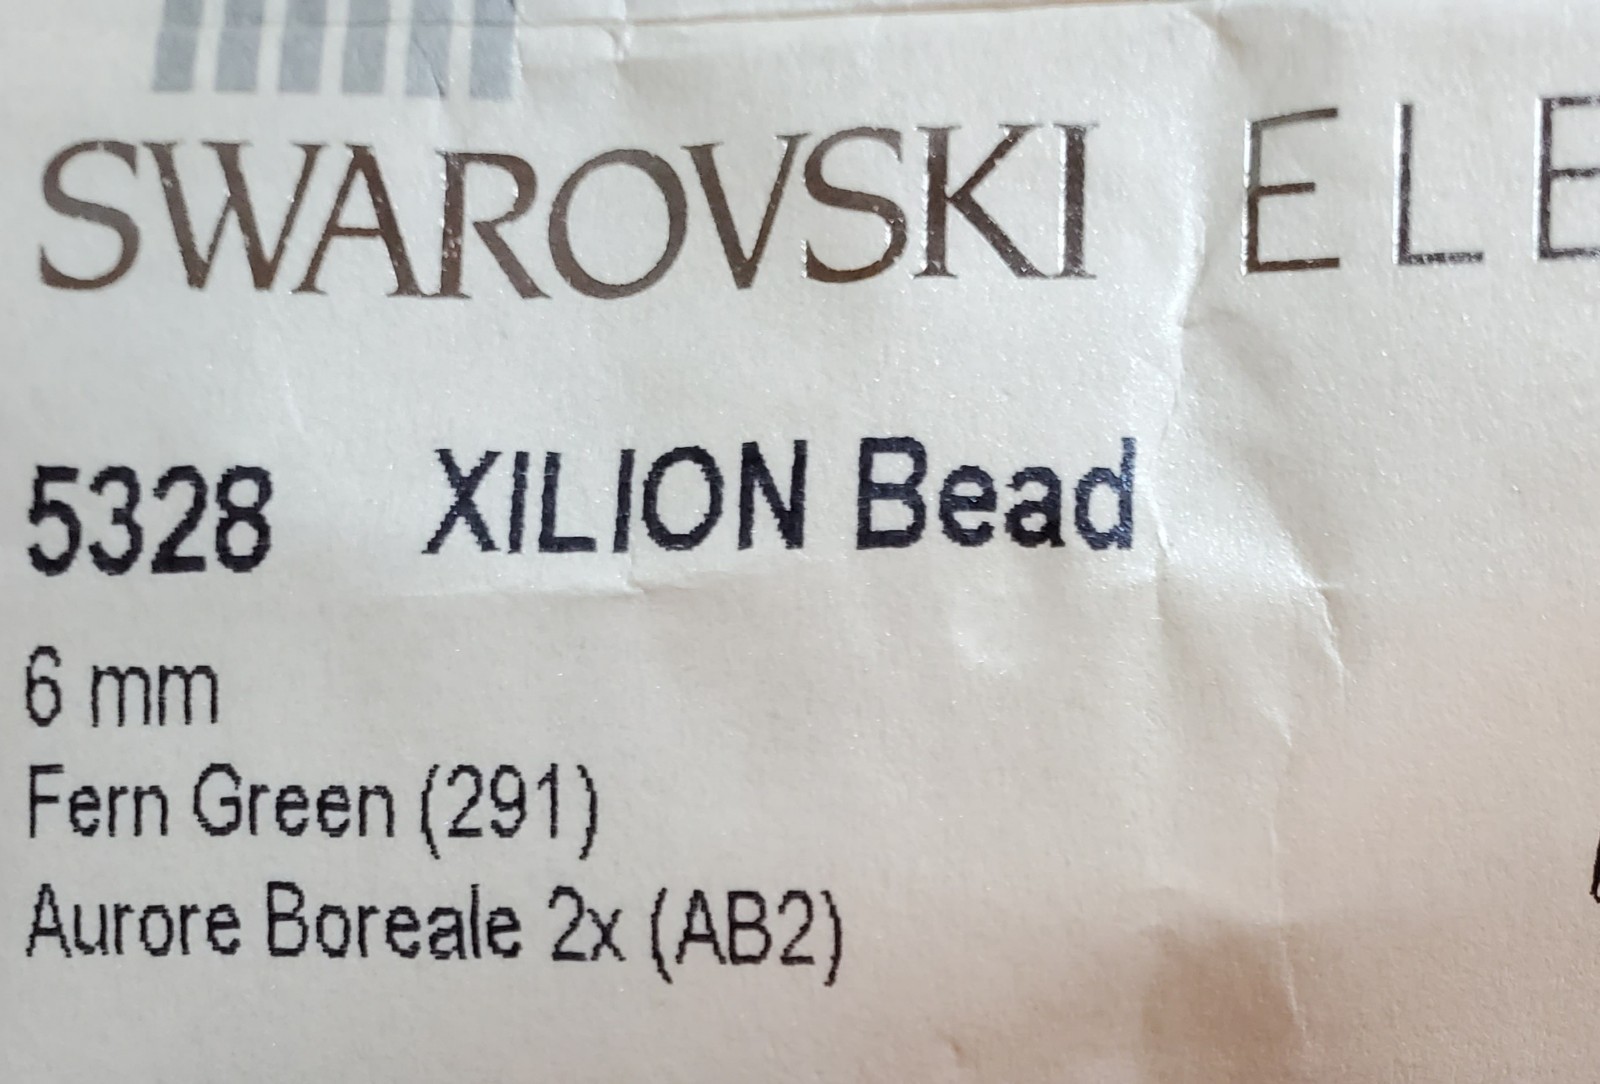 SWAROVSKI ELE
5328 XILION Bead
6 mm
Fern Green (291)
Aurore Boreale 2x (AB2)